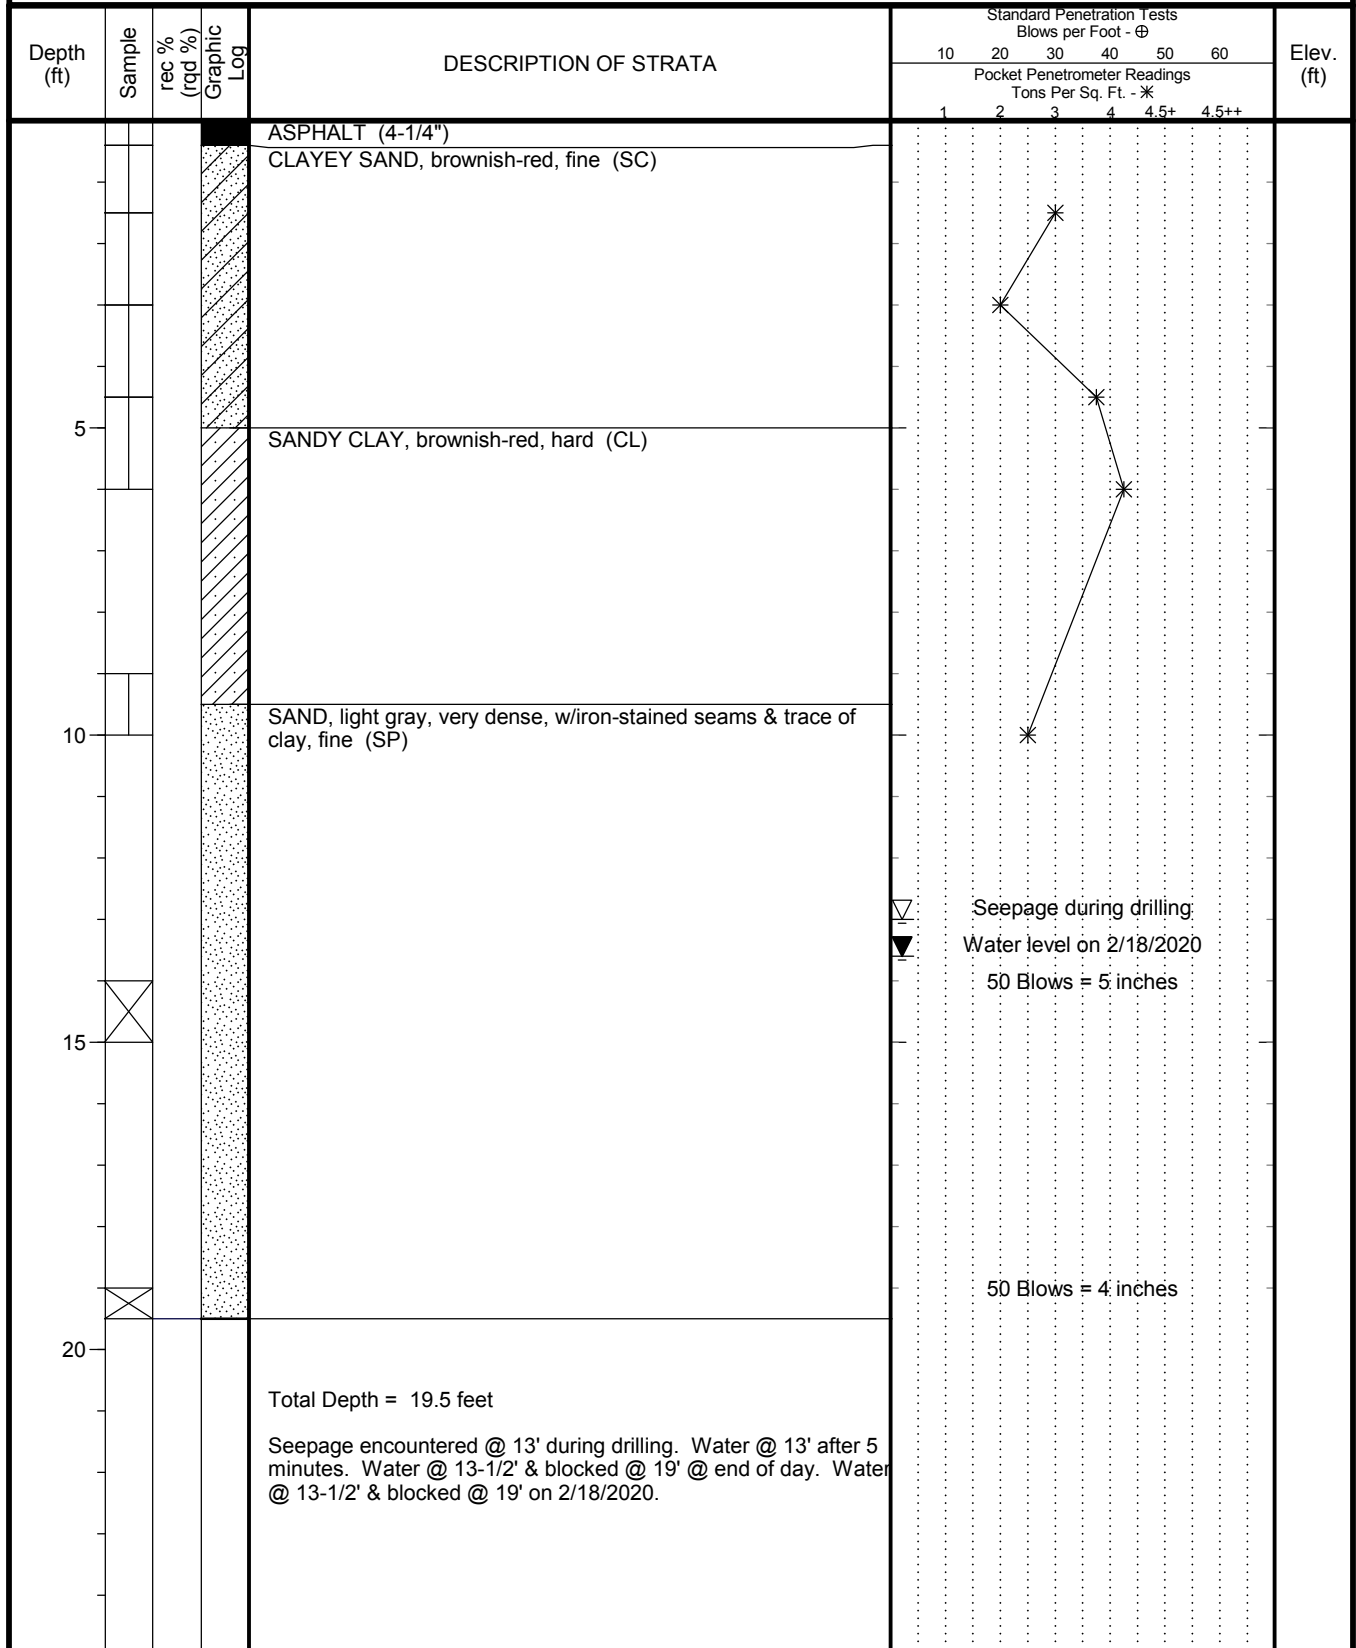 Depth
(ft)
Sample
rec %
(rqd %)
Graphic
Log
DESCRIPTION OF STRATA
Standard Penetration Tests
Blows per Foot - ⊕
10 20 30 40 50 60
Pocket Penetrometer Readings
Tons Per Sq. Ft. - ✳
1 2 3 4 4.5+ 4.5++
Elev.
(ft)
ASPHALT (4-1/4")
CLAYEY SAND, brownish-red, fine (SC)
5
SANDY CLAY, brownish-red, hard (CL)
SAND, light gray, very dense, w/iron-stained seams & trace of
clay, fine (SP)
10
Seepage during drilling
Water level on 2/18/2020
50 Blows = 5 inches
15
50 Blows = 4 inches
20
Total Depth = 19.5 feet
Seepage encountered @ 13' during drilling. Water @ 13' after 5
minutes. Water @ 13-1/2' & blocked @ 19' @ end of day. Water
@ 13-1/2' & blocked @ 19' on 2/18/2020.